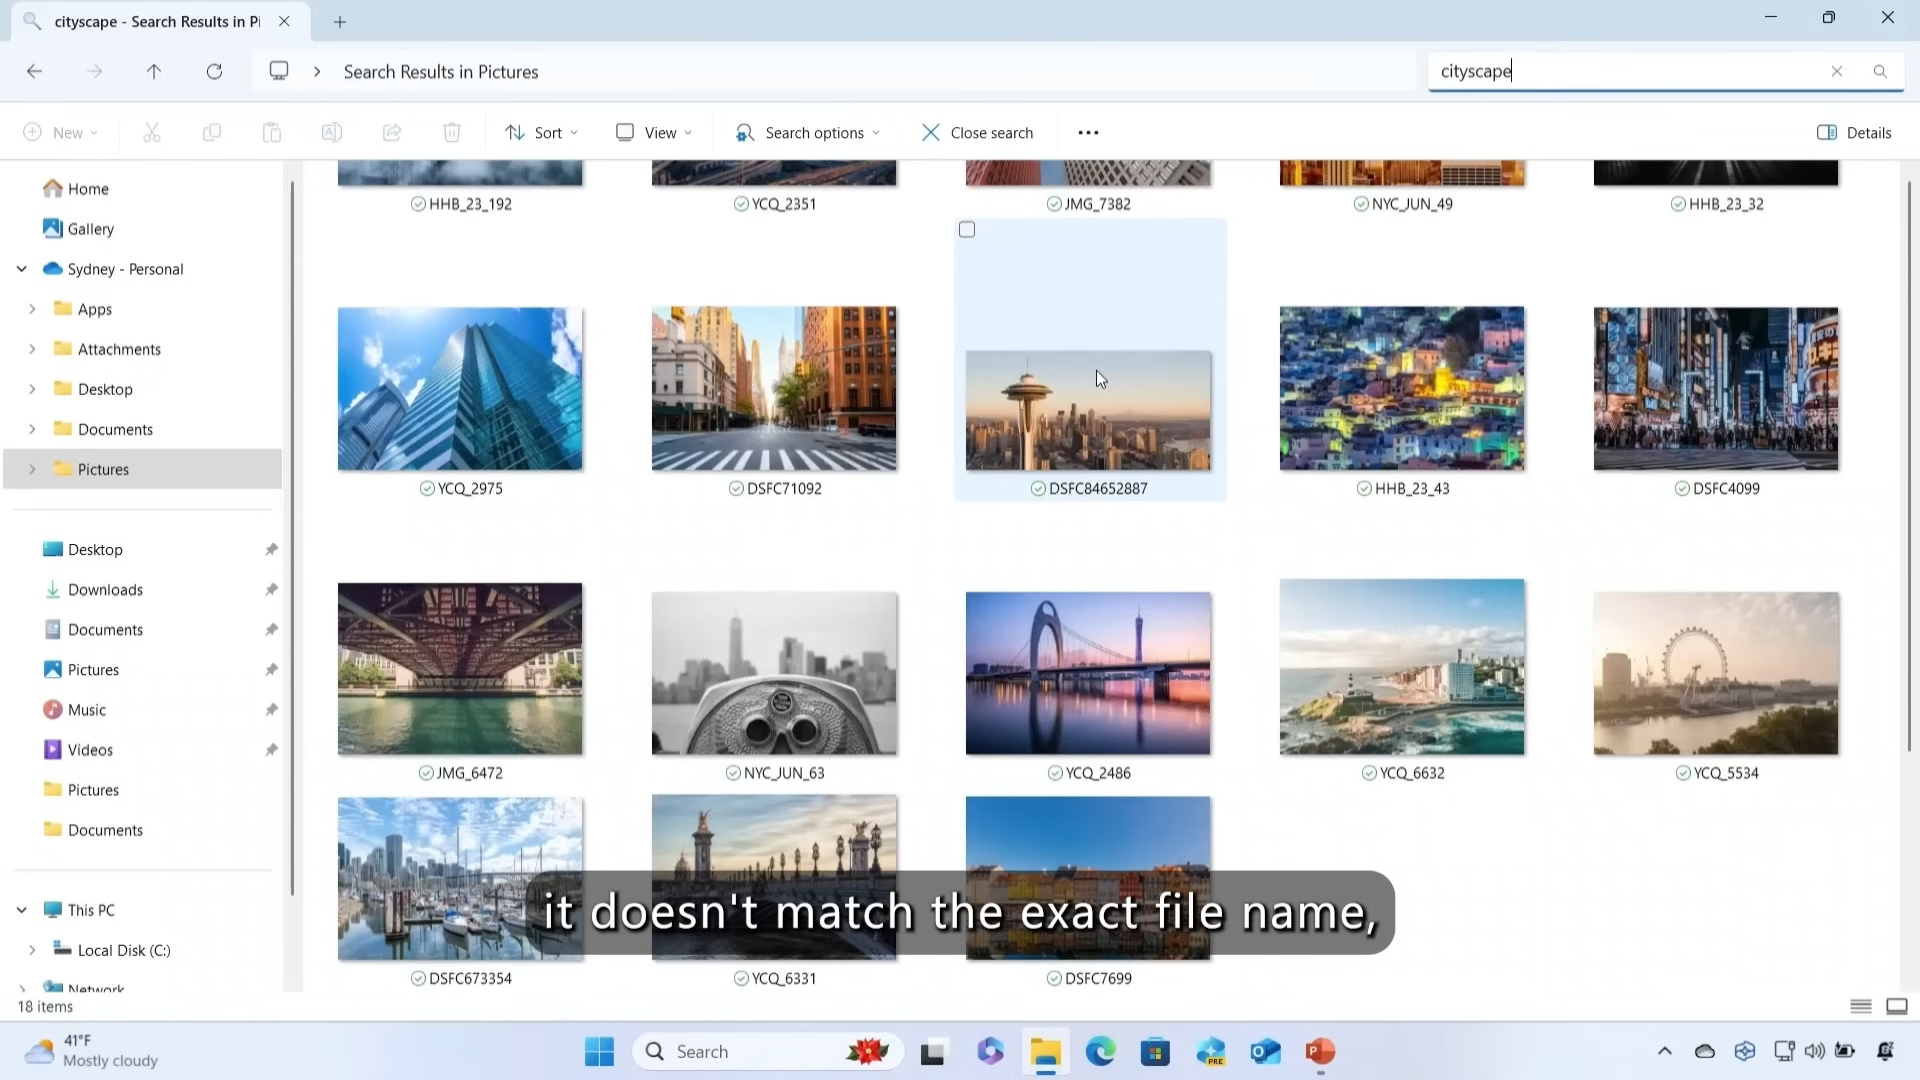 cityscape - Search Results in Pi
Search Results in Pictures
cityscape
New
Sort
View
Search options
Close search
Details
Home
Gallery
Sydney - Personal
Apps
Attachments
Desktop
Documents
Pictures
Desktop
Downloads
Documents
Pictures
Music
Videos
Pictures
Documents
This PC
Local Disk (C:)
Network
HHB_23_192
YCQ_2351
JMG_7382
NYC_JUN_49
HHB_23_32
YCQ_2975
DSFC71092
DSFC84652887
HHB_23_43
DSFC4099
JMG_6472
NYC_JUN_63
YCQ_2486
YCQ_6632
YCQ_5534
it doesn't match the exact file name,
DSFC673354
YCQ_6331
DSFC7699
18 items
41°F
Mostly cloudy
Search
PRE